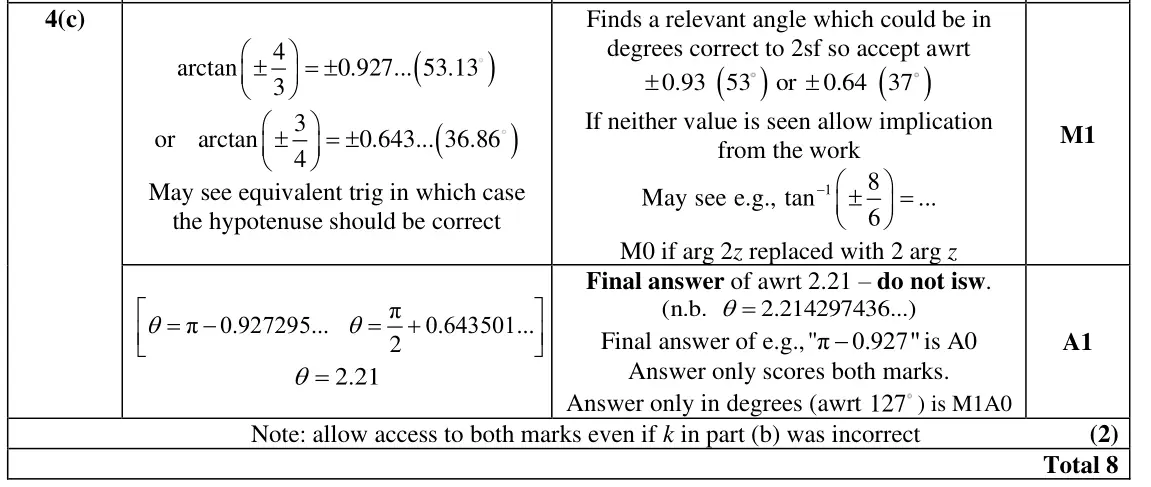 4(c)
arctan(± 4/3) = ±0.927...(53.13°)
or arctan(± 3/4) = ±0.643...(36.86°)
May see equivalent trig in which case
the hypotenuse should be correct
Finds a relevant angle which could be in
degrees correct to 2sf so accept awrt
±0.93 (53°) or ±0.64 (37°)
If neither value is seen allow implication
from the work
May see e.g., tan⁻¹(± 8/6) = ...
M0 if arg 2z replaced with 2 arg z
M1
[θ = π − 0.927295... θ = π/2 + 0.643501...]
θ = 2.21
Final answer of awrt 2.21 – do not isw.
(n.b. θ = 2.214297436...)
Final answer of e.g., "π − 0.927" is A0
Answer only scores both marks.
Answer only in degrees (awrt 127°) is M1A0
A1
Note: allow access to both marks even if k in part (b) was incorrect
(2)
Total 8